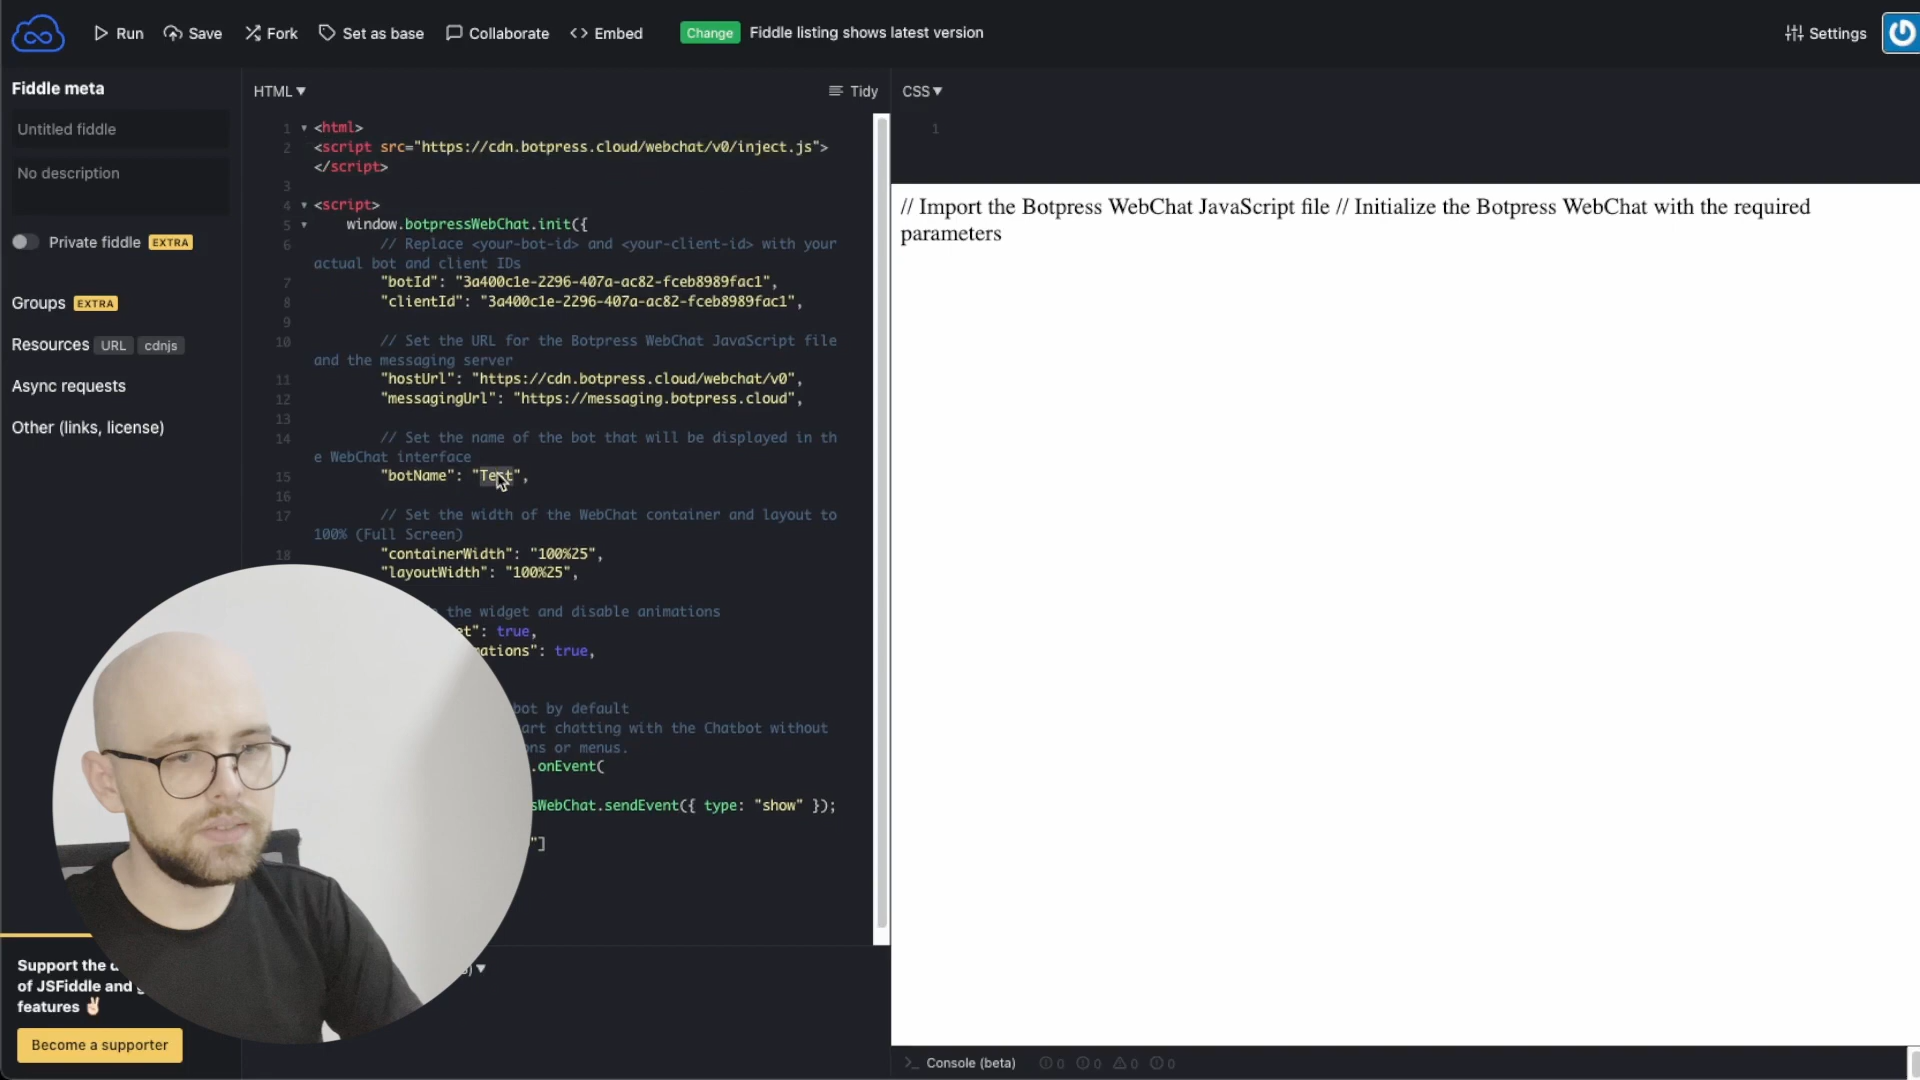 Run Save Fork Set as base Collaborate Embed Change Fiddle listing shows latest version Settings
Fiddle meta
Untitled fiddle
No description
Private fiddle EXTRA
Groups EXTRA
Resources URL cdnjs
Async requests
Other (links, license)
Support the
of JSFiddle and
features ✌🏻
Become a supporter
HTML▼ Tidy
1 <html>
2 <script src="https://cdn.botpress.cloud/webchat/v0/inject.js">
</script>
3
4 <script>
5 window.botpressWebChat.init({
6 // Replace <your-bot-id> and <your-client-id> with your
actual bot and client IDs
7 "botId": "3a400c1e-2296-407a-ac82-fceb8989fac1",
8 "clientId": "3a400c1e-2296-407a-ac82-fceb8989fac1",
9
10 // Set the URL for the Botpress WebChat JavaScript file
and the messaging server
11 "hostUrl": "https://cdn.botpress.cloud/webchat/v0",
12 "messagingUrl": "https://messaging.botpress.cloud",
13
14 // Set the name of the bot that will be displayed in th
e WebChat interface
15 "botName": "Test",
16
17 // Set the width of the WebChat container and layout to
100% (Full Screen)
18 "containerWidth": "100%25",
"layoutWidth": "100%25",
the widget and disable animations
et": true,
ations": true,
bot by default
art chatting with the Chatbot without
ns or menus.
.onEvent(
sWebChat.sendEvent({ type: "show" });
"]
CSS▼
1
// Import the Botpress WebChat JavaScript file // Initialize the Botpress WebChat with the required
parameters
>_ Console (beta) 0 0 0 0